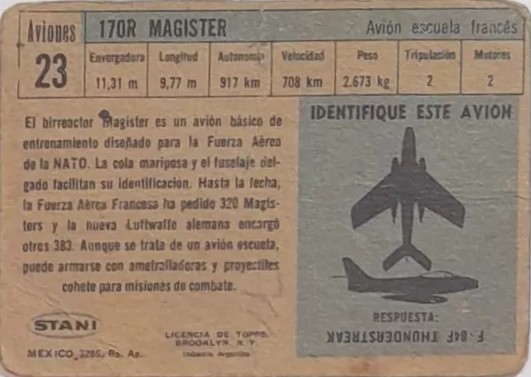 Aviones
23
170R MAGISTER
Avión escuela francés
Envergadura Longitud Autonomía Velocidad Peso Tripulación Motores
11,31 m 9,77 m 917 km 708 km 2.673 kg 2 2
El birreactor Magister es un avión básico de
entrenamiento diseñado para la Fuerza Aérea
de la NATO. La cola mariposa y el fuselaje del-
gado facilitan su identificación. Hasta la fecha,
la Fuerza Aérea Francesa ha pedido 320 Magis-
ters y la nueva Luftwaffe alemana encargó
otros 383. Aunque se trata de un avión escuela,
puede armarse con ametralladoras y proyectiles
cohete para misiones de combate.
STANI
MEXICO 3285, Bs. As.
LICENCIA DE TOPPS,
BROOKLYN, N. Y.
Industria Argentina
IDENTIFIQUE ESTE AVION
RESPUESTA:
F-84F THUNDERSTREAK